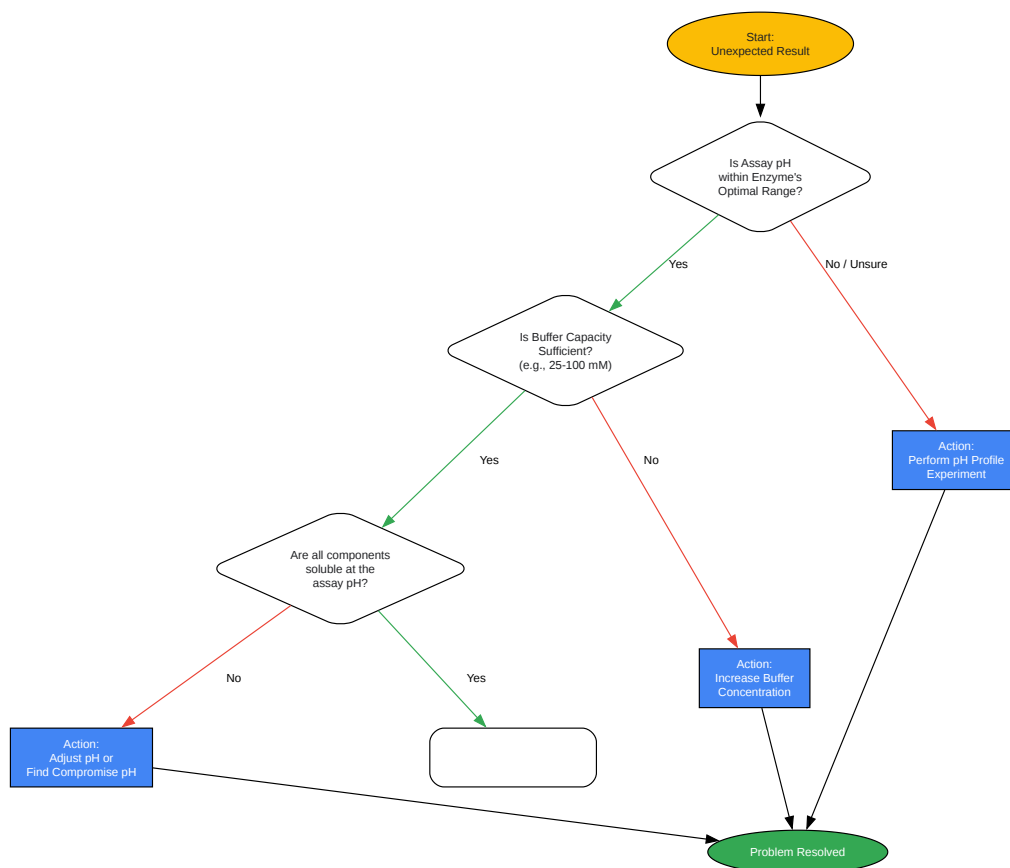 Start:
Unexpected Result
Is Assay pH
within Enzyme's
Optimal Range?
Yes
No / Unsure
Is Buffer Capacity
Sufficient?
(e.g., 25-100 mM)
Yes
No
Action:
Perform pH Profile
Experiment
Are all components
soluble at the
assay pH?
No
Yes
Action:
Increase Buffer
Concentration
Action:
Adjust pH or
Find Compromise pH
Problem Resolved